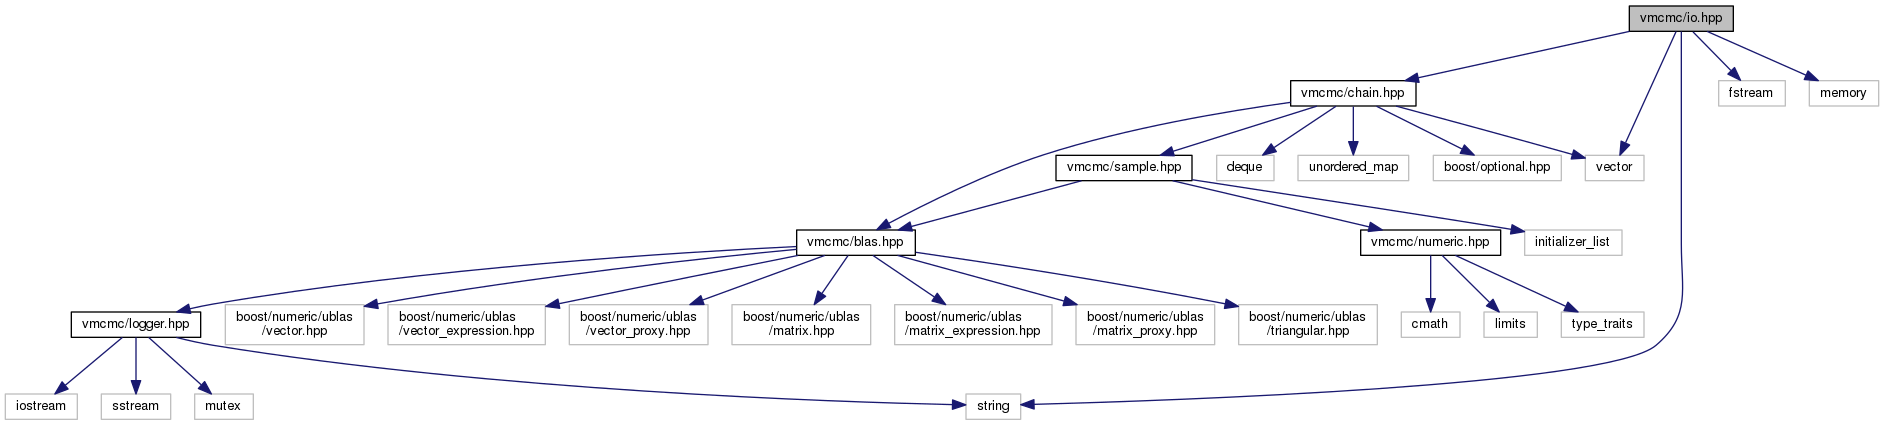 vmcmc/io.hpp
vmcmc/chain.hpp
fstream
memory
vmcmc/sample.hpp
deque
unordered_map
boost/optional.hpp
vector
vmcmc/blas.hpp
vmcmc/numeric.hpp
initializer_list
vmcmc/logger.hpp
boost/numeric/ublas
/vector.hpp
boost/numeric/ublas
/vector_expression.hpp
boost/numeric/ublas
/vector_proxy.hpp
boost/numeric/ublas
/matrix.hpp
boost/numeric/ublas
/matrix_expression.hpp
boost/numeric/ublas
/matrix_proxy.hpp
boost/numeric/ublas
/triangular.hpp
cmath
limits
type_traits
iostream
sstream
mutex
string